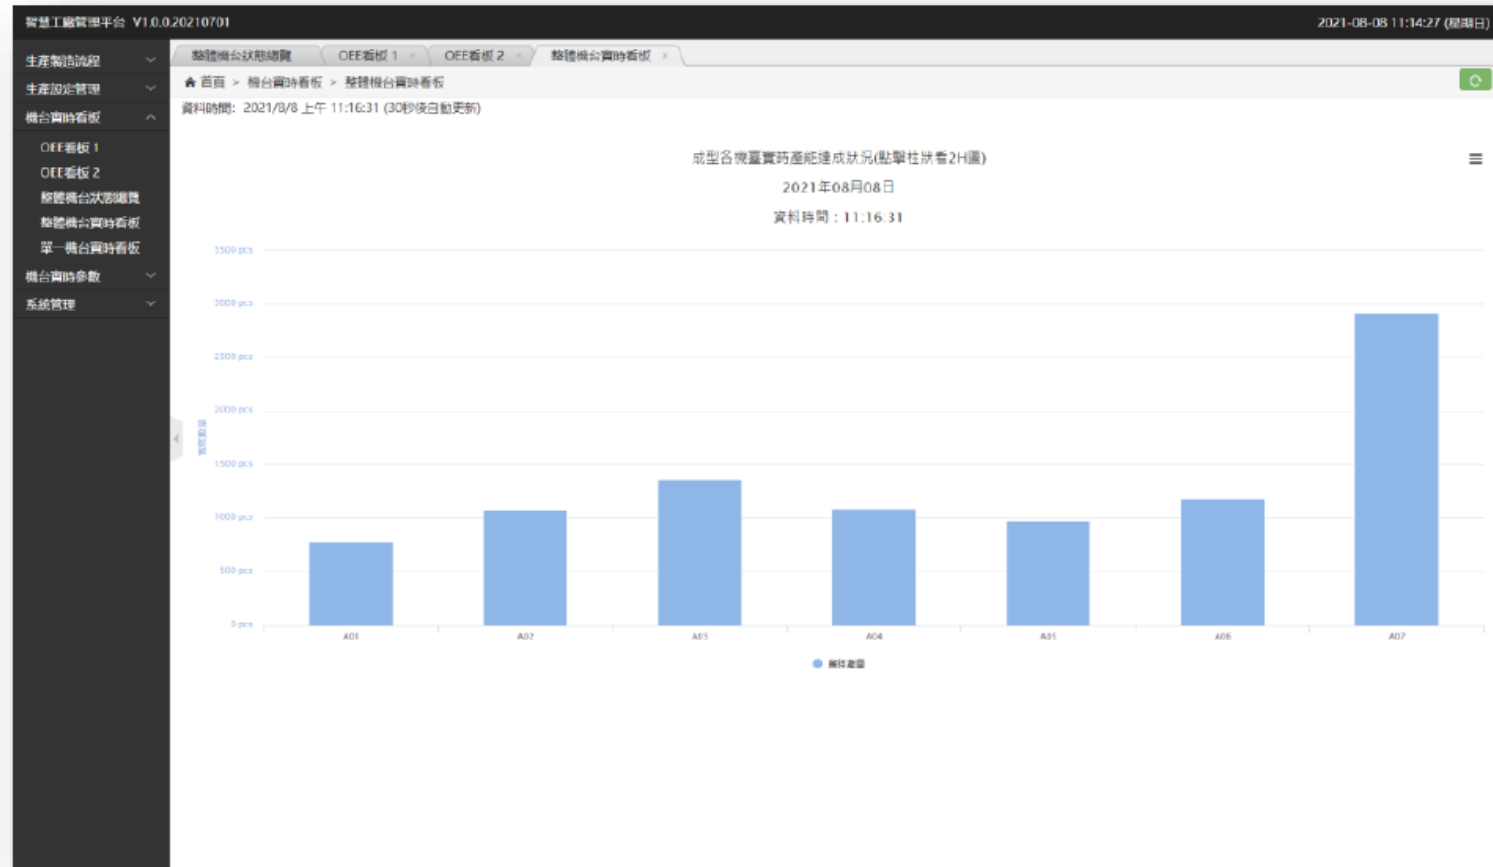 智慧工廠管理平台 V1.0.0.20210701
2021-08-08 11:14:27 (星期日)
生產製造流程
生產設定管理
機台實時看板
OEE看板 1
OEE看板 2
整體機台狀態總覽
整體機台實時看板
單一機台實時看板
機台實時參數
系統管理
整體機台狀態總覽 OEE看板 1 × OEE看板 2 × 整體機台實時看板 ×
首頁 > 機台實時看板 > 整體機台實時看板
資料時間: 2021/8/8 上午 11:16:31 (30秒後自動更新)
成型各機臺實時產能達成狀況(點擊柱狀看2H圖)
2021年08月08日
資料時間：11:16:31
3500 pcs
3000 pcs
2500 pcs
2000 pcs
1500 pcs
1000 pcs
500 pcs
0 pcs
A01 A02 A03 A04 A05 A06 A07